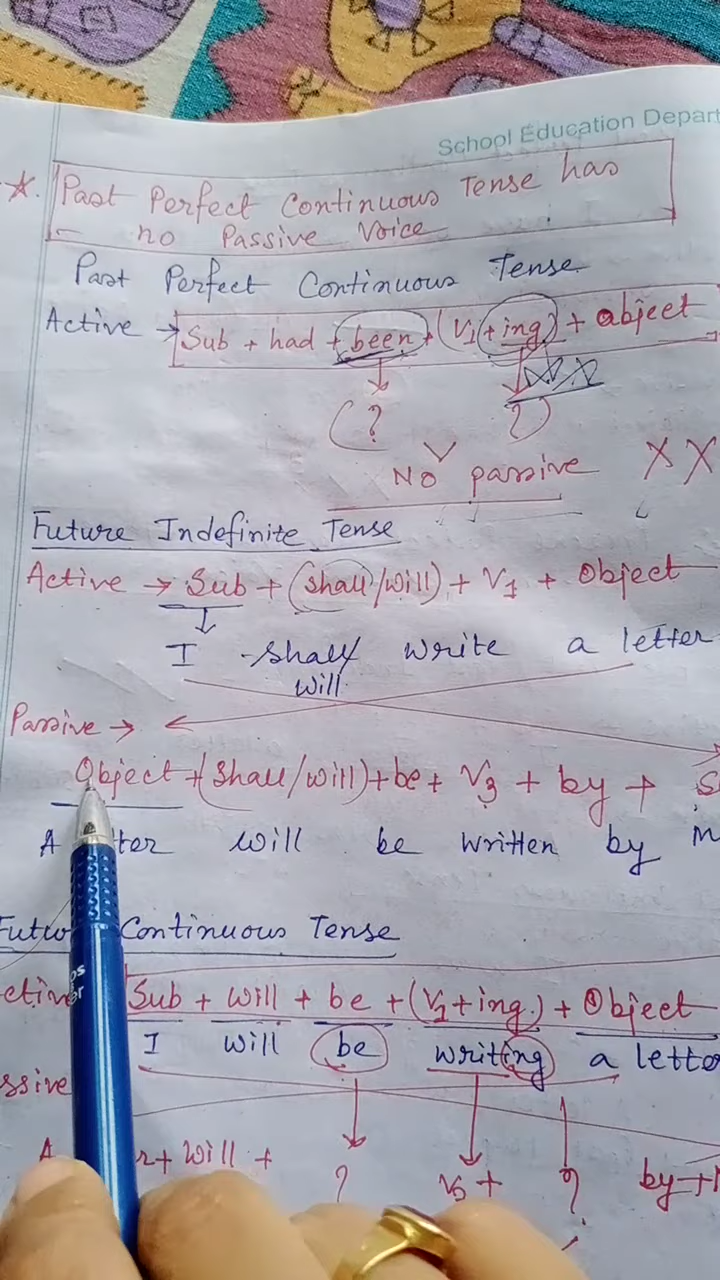 School Education Depart
☆. Past Perfect Continuous Tense has
no Passive Voice
Past Perfect Continuous Tense
Active → Sub + had + been + (V1 + ing) + object
(? ?)
No passive X X
Future Indefinite Tense
Active → Sub + (shall/will) + V1 + Object
I shall write a letter
will
Passive →
Object + (Shall/will) + be + V3 + by + S
A tter will be written by m
Futu Continuous Tense
ctive Sub + will + be + (V1 + ing) + Object
I will be writing a letter
ssive
A r + will + ? V3 + ? by +